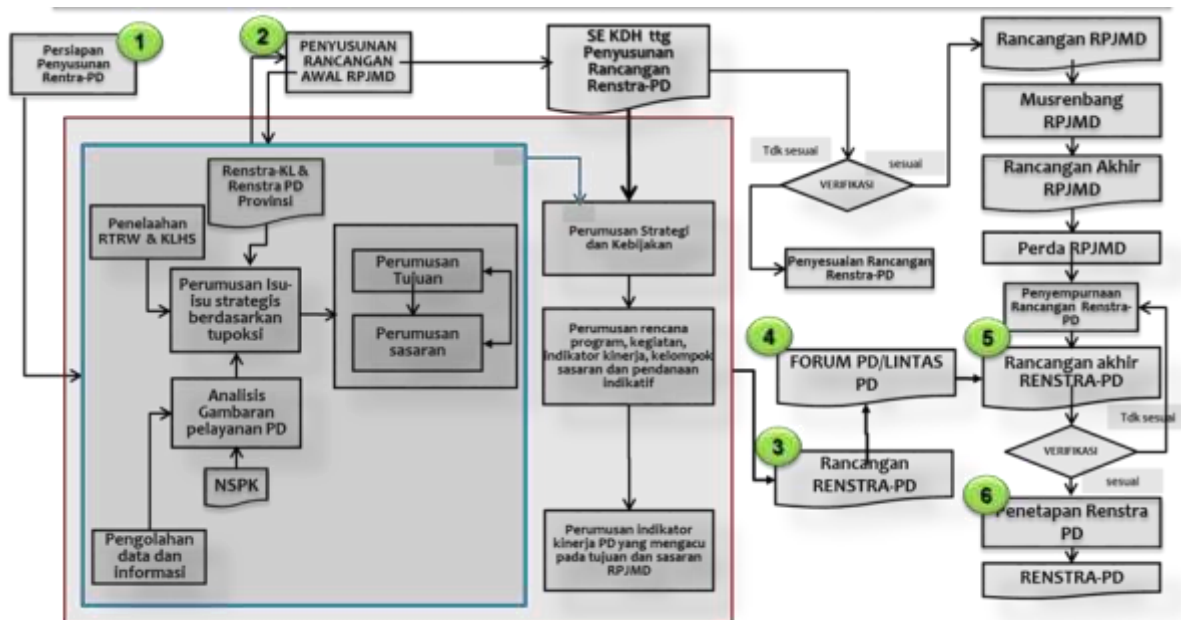 1
Persiapan
Penyusunan
Rentra-PD
2
PENYUSUNAN
RANCANGAN
AWAL RPJMD
SE KDH ttg
Penyusunan
Rancangan
Renstra-PD
Rancangan RPJMD
Musrenbang
RPJMD
Rancangan Akhir
RPJMD
Perda RPJMD
Penyempurnaan
Rancangan Renstra-
PD
5
Rancangan akhir
RENSTRA-PD
Tdk sesuai
VERIFIKASI
sesuai
6
Penetapan Renstra
PD
RENSTRA-PD
Tdk sesuai
sesuai
VERIFIKASI
Penyesuaian Rancangan
Renstra-PD
Renstra-KL &
Renstra PD
Provinsi
Penelaahan
RTRW & KLHS
Perumusan Isu-
isu strategis
berdasarkan
tupoksi
Perumusan
Tujuan
Perumusan
sasaran
Analisis
Gambaran
pelayanan PD
NSPK
Pengolahan
data dan
informasi
Perumusan Strategi
dan Kebijakan
Perumusan rencana
program, kegiatan,
indikator kinerja, kelompok
sasaran dan pendanaan
indikatif
Perumusan indikator
kinerja PD yang mengacu
pada tujuan dan sasaran
RPJMD
4
FORUM PD/LINTAS
PD
3
Rancangan
RENSTRA-PD